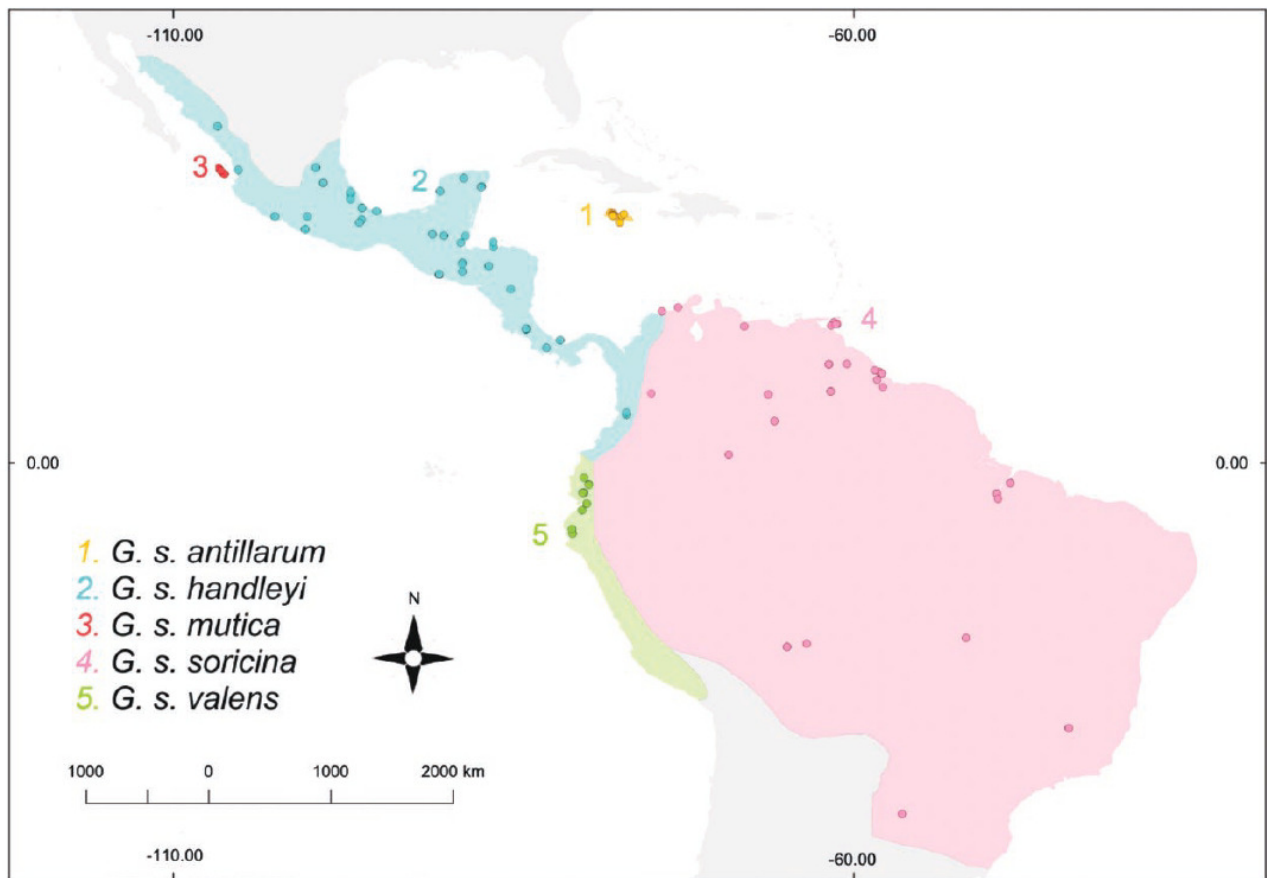 -110.00 -60.00
3
2
1
4
0.00 0.00
5
1. G. s. antillarum
2. G. s. handleyi
3. G. s. mutica
4. G. s. soricina
5. G. s. valens
N
1000 0 1000 2000 km
-110.00 -60.00